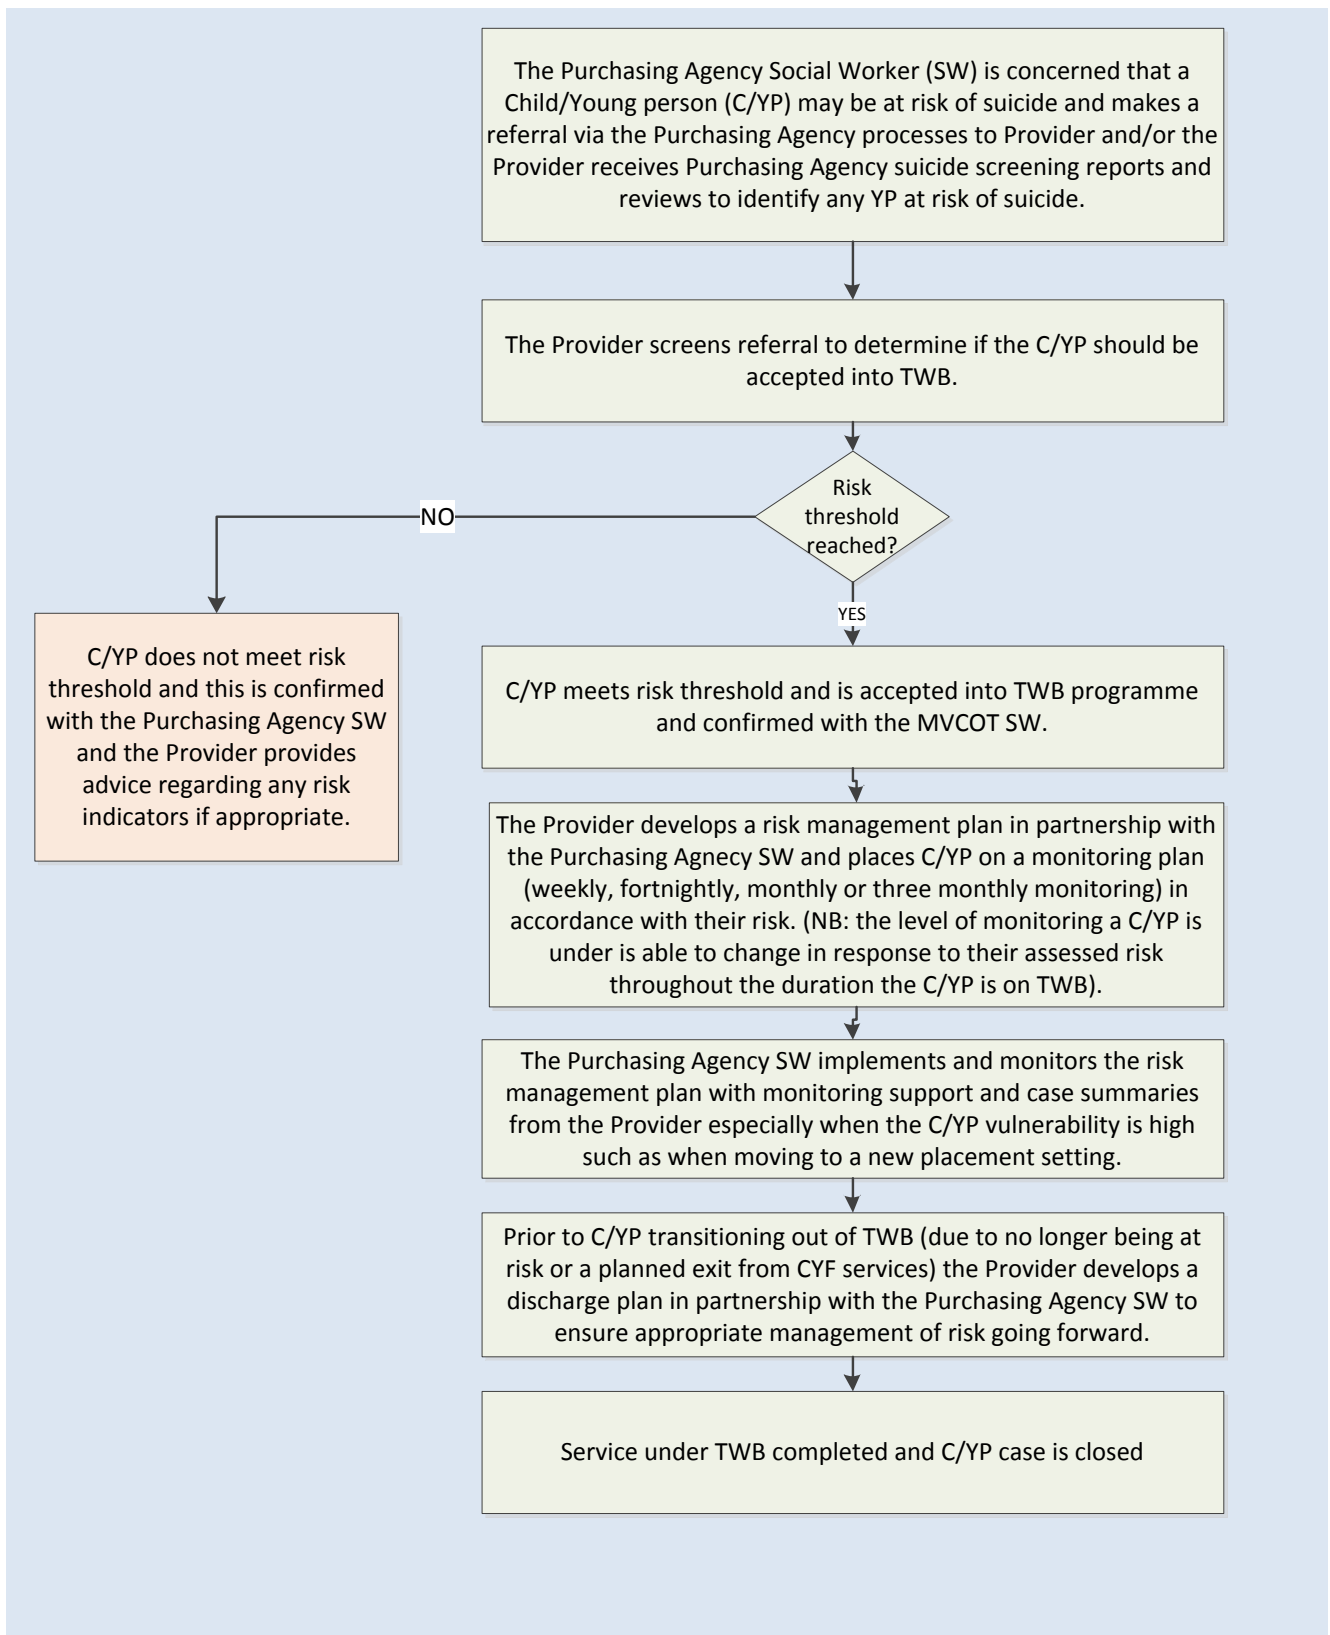 The Purchasing Agency Social Worker (SW) is concerned that a
Child/Young person (C/YP) may be at risk of suicide and makes a
referral via the Purchasing Agency processes to Provider and/or the
Provider receives Purchasing Agency suicide screening reports and
reviews to identify any YP at risk of suicide.
The Provider screens referral to determine if the C/YP should be
accepted into TWB.
Risk
threshold
reached?
NO
YES
C/YP does not meet risk
threshold and this is confirmed
with the Purchasing Agency SW
and the Provider provides
advice regarding any risk
indicators if appropriate.
C/YP meets risk threshold and is accepted into TWB programme
and confirmed with the MVCOT SW.
The Provider develops a risk management plan in partnership with
the Purchasing Agnecy SW and places C/YP on a monitoring plan
(weekly, fortnightly, monthly or three monthly monitoring) in
accordance with their risk. (NB: the level of monitoring a C/YP is
under is able to change in response to their assessed risk
throughout the duration the C/YP is on TWB).
The Purchasing Agency SW implements and monitors the risk
management plan with monitoring support and case summaries
from the Provider especially when the C/YP vulnerability is high
such as when moving to a new placement setting.
Prior to C/YP transitioning out of TWB (due to no longer being at
risk or a planned exit from CYF services) the Provider develops a
discharge plan in partnership with the Purchasing Agency SW to
ensure appropriate management of risk going forward.
Service under TWB completed and C/YP case is closed